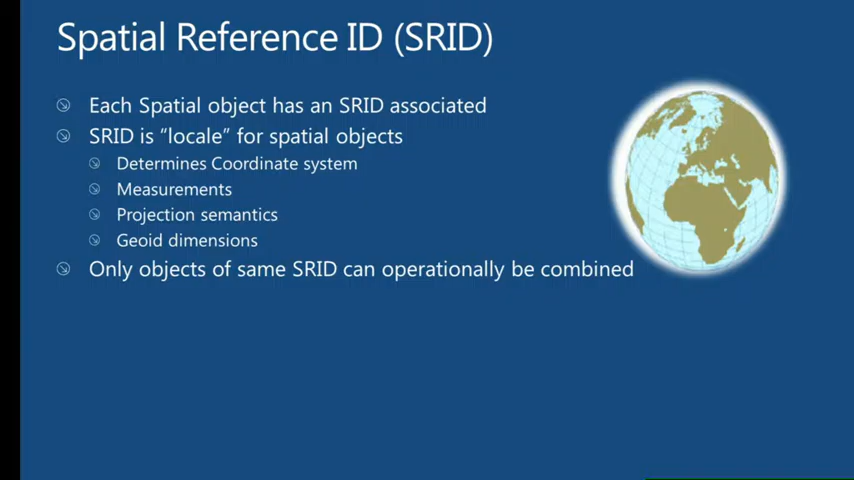 Spatial Reference ID (SRID)
Each Spatial object has an SRID associated
SRID is “locale” for spatial objects
Determines Coordinate system
Measurements
Projection semantics
Geoid dimensions
Only objects of same SRID can operationally be combined